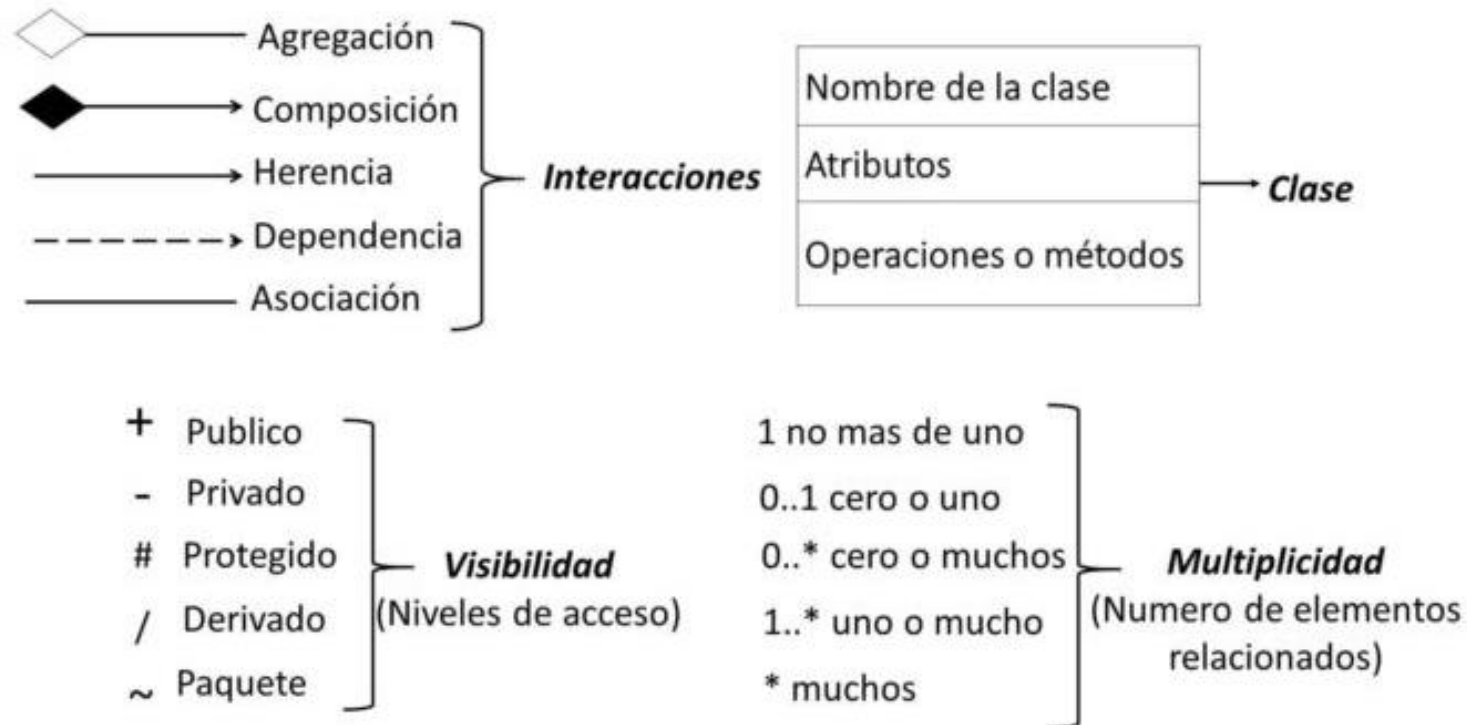 Agregación
Composición
Herencia
Dependencia
Asociación
Interacciones
Nombre de la clase
Atributos
Operaciones o métodos
Clase
+ Publico
- Privado
# Protegido
/ Derivado
~ Paquete
Visibilidad
(Niveles de acceso)
1 no mas de uno
0..1 cero o uno
0..* cero o muchos
1..* uno o mucho
* muchos
Multiplicidad
(Numero de elementos
relacionados)